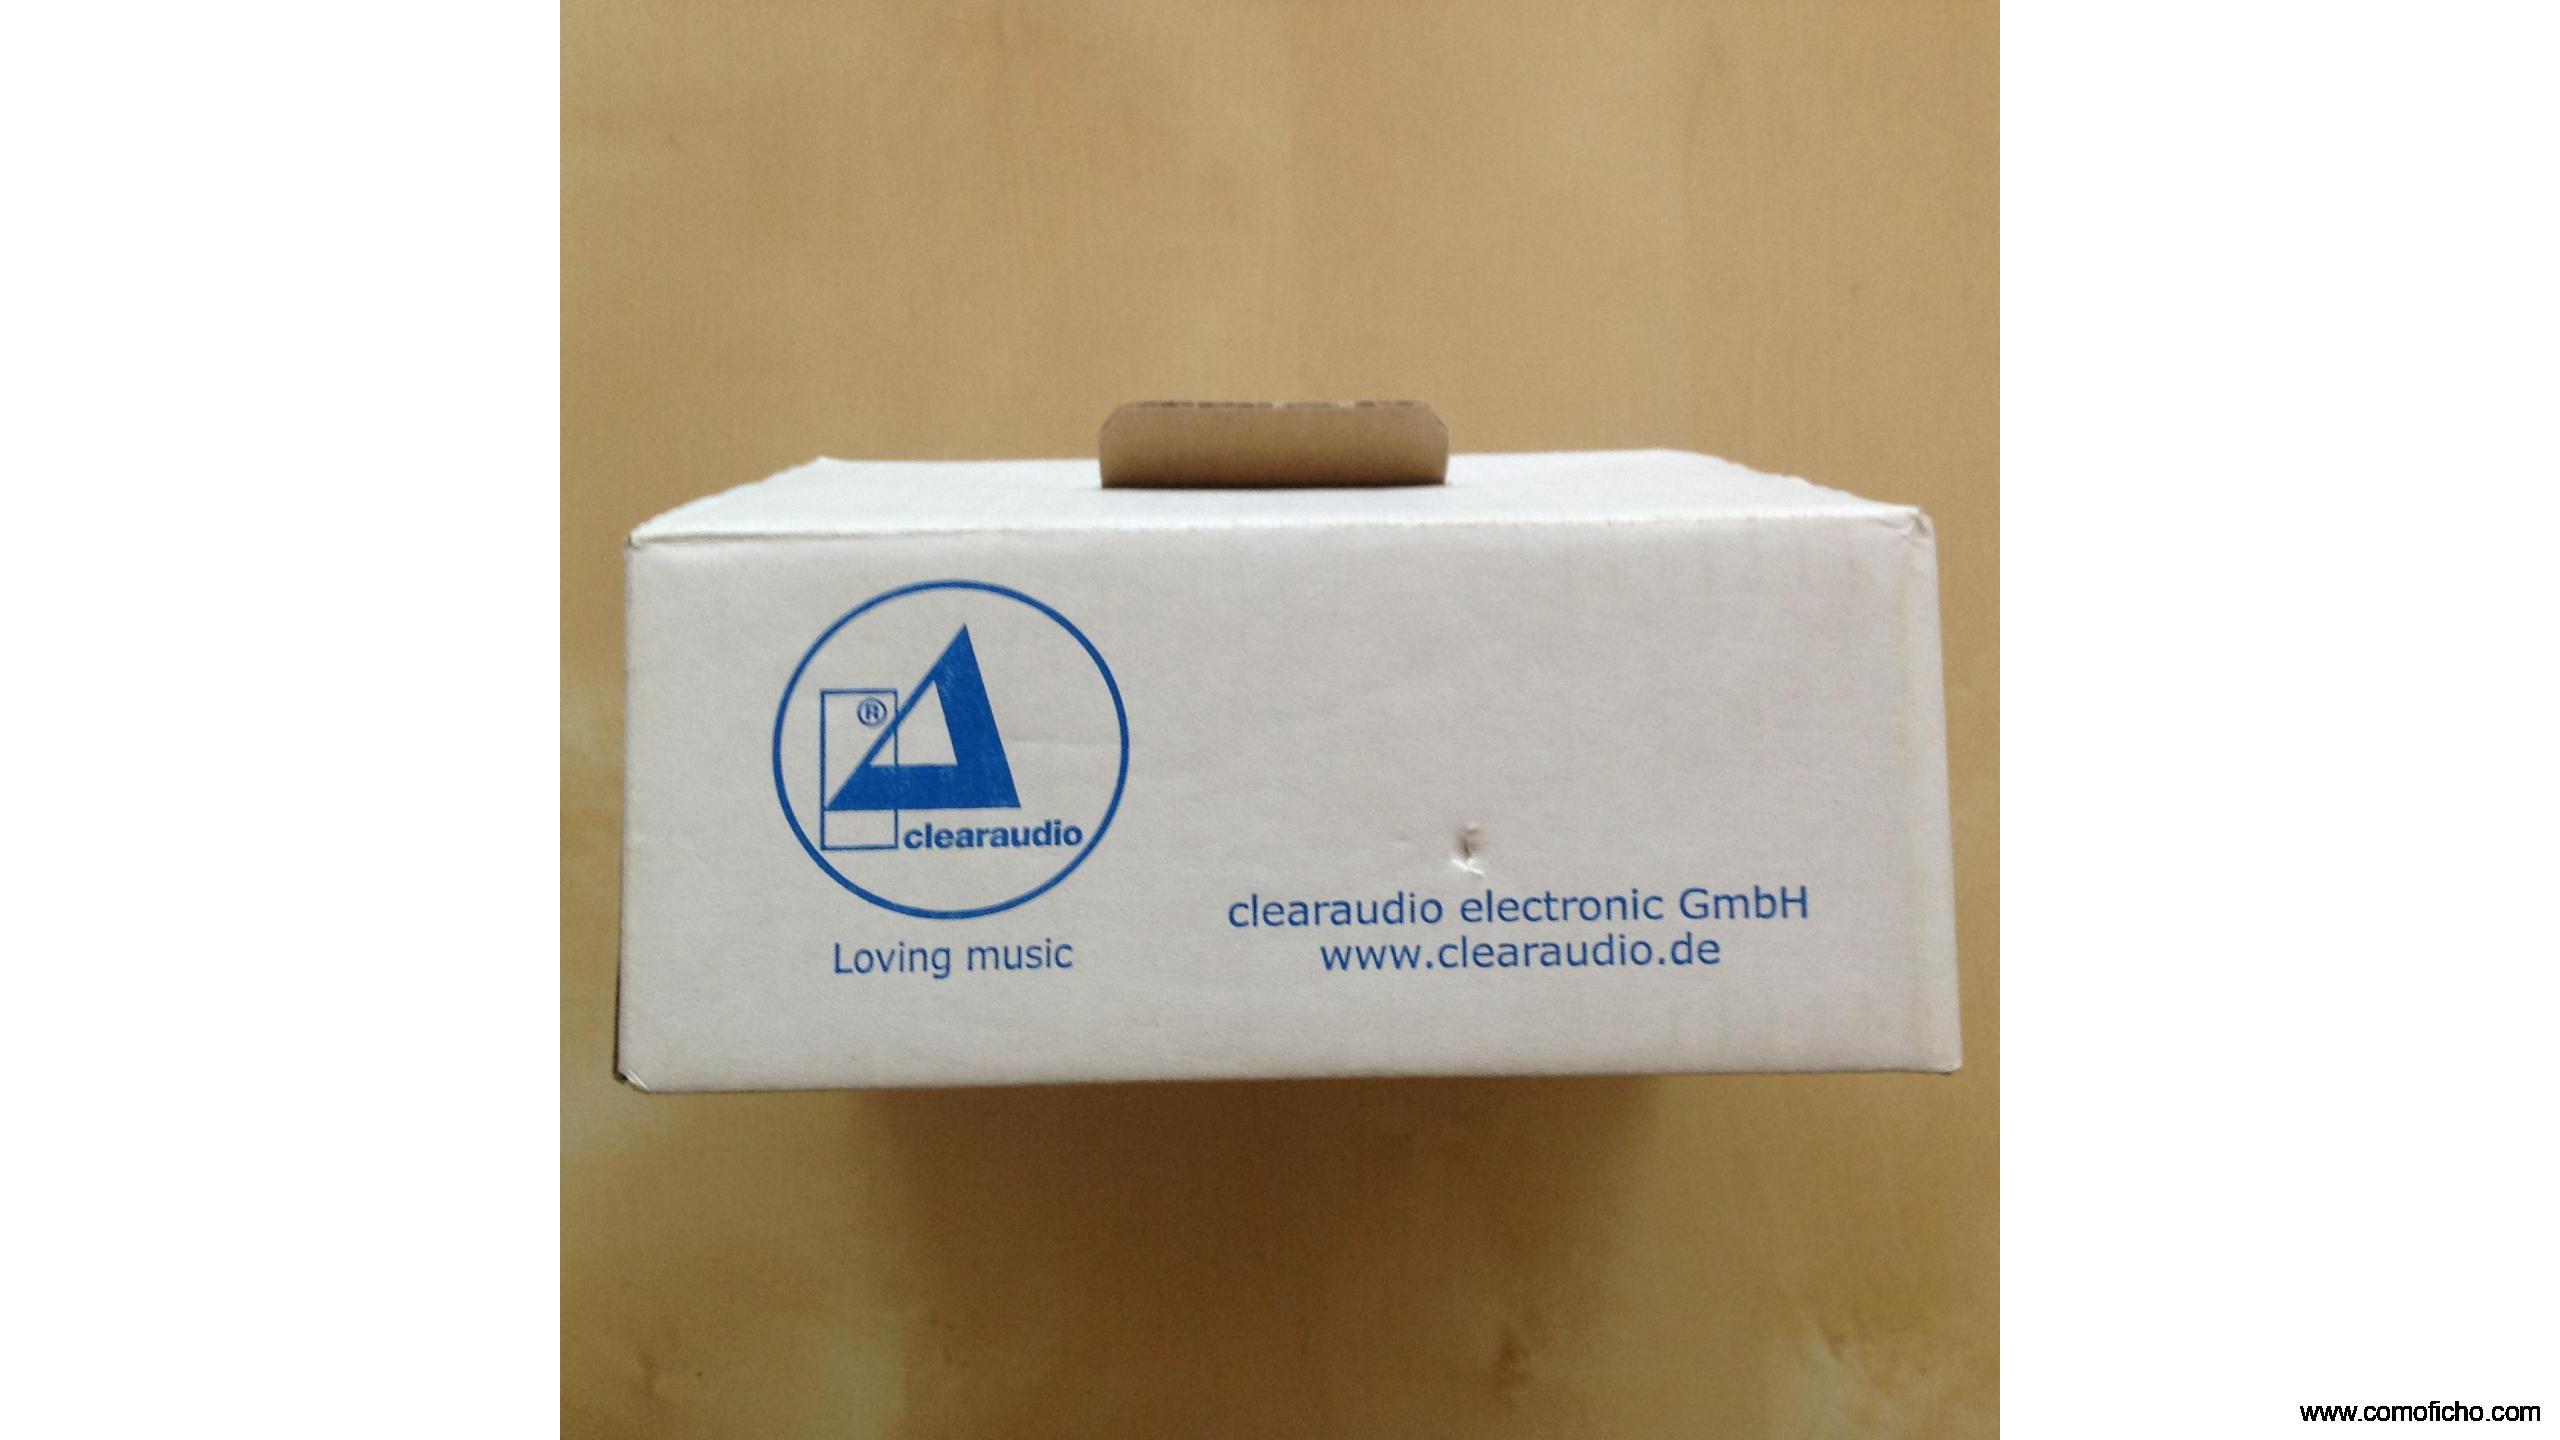 ®
clearaudio
Loving music
clearaudio electronic GmbH
www.clearaudio.de
www.comoficho.com